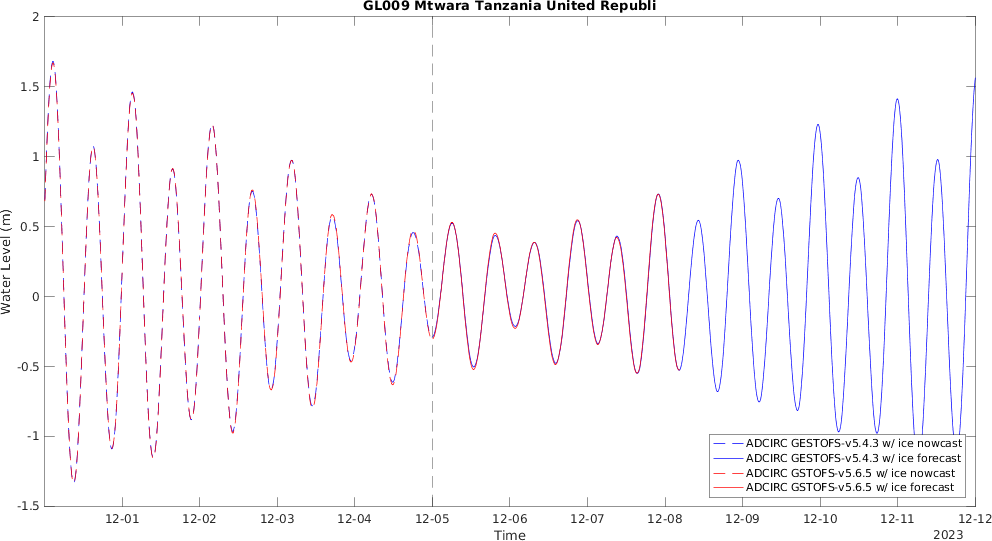 GL009 Mtwara Tanzania United Republi
2
1.5
1
0.5
0
-0.5
-1
-1.5
Water Level (m)
12-01 12-02 12-03 12-04 12-05 12-06 12-07 12-08 12-09 12-10 12-11 12-12
Time
2023
ADCIRC GESTOFS-v5.4.3 w/ ice nowcast
ADCIRC GESTOFS-v5.4.3 w/ ice forecast
ADCIRC GSTOFS-v5.6.5 w/ ice nowcast
ADCIRC GSTOFS-v5.6.5 w/ ice forecast